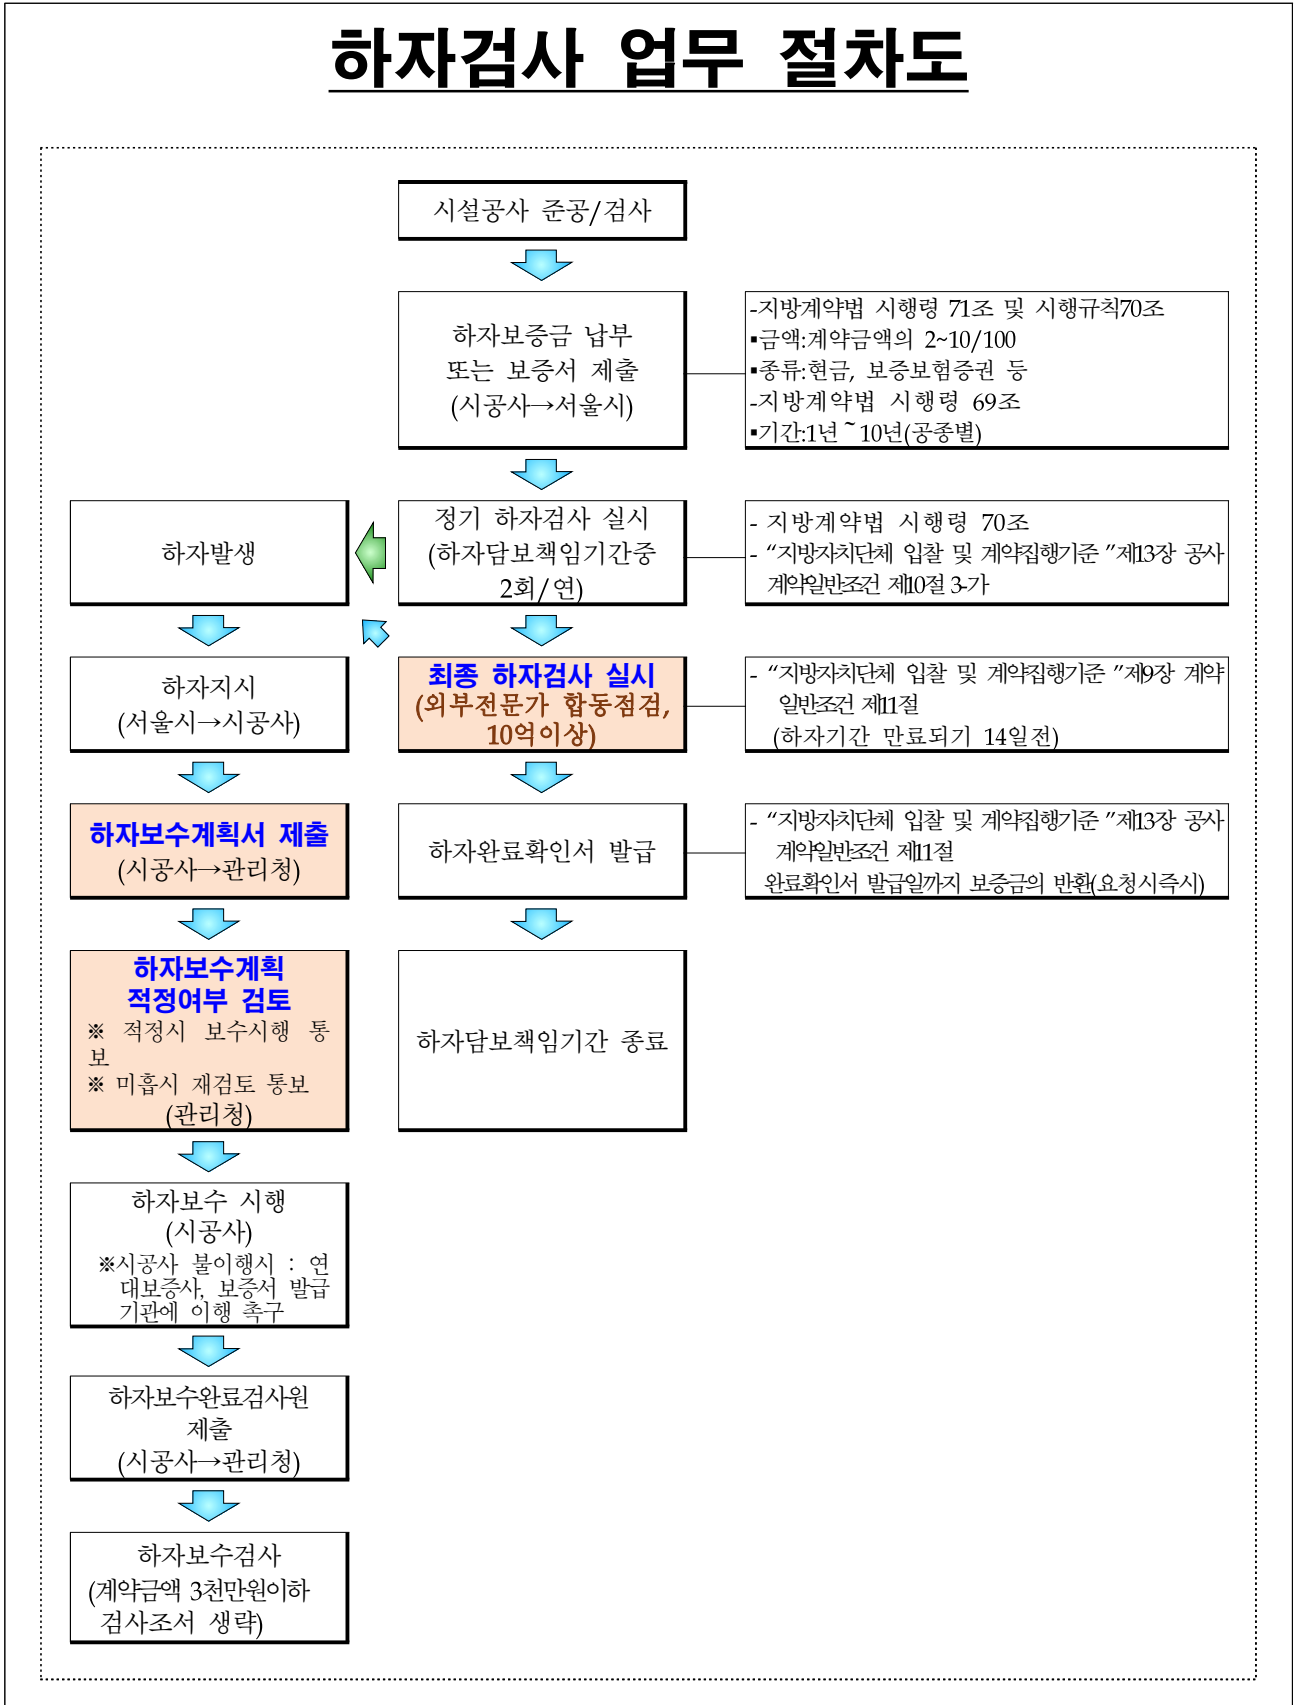 하자검사 업무 절차도
시설공사 준공/검사
하자보증금 납부
또는 보증서 제출
(시공사→서울시)
-지방계약법 시행령 71조 및 시행규칙70조
▪금액:계약금액의 2~10/100
▪종류:현금, 보증보험증권 등
-지방계약법 시행령 69조
▪기간:1년 ~ 10년(공종별)
하자발생
정기 하자검사 실시
(하자담보책임기간중
2회/연)
- 지방계약법 시행령 70조
- “지방자치단체 입찰 및 계약집행기준 ”제13장 공사
계약일반조건 제10절 3-가
하자지시
(서울시→시공사)
최종 하자검사 실시
(외부전문가 합동점검,
10억이상)
- “지방자치단체 입찰 및 계약집행기준 ”제9장 계약
일반조건 제11절
(하자기간 만료되기 14일전)
하자보수계획서 제출
(시공사→관리청)
하자완료확인서 발급
- “지방자치단체 입찰 및 계약집행기준 ”제13장 공사
계약일반조건 제11절
완료확인서 발급일까지 보증금의 반환(요청시즉시)
하자보수계획
적정여부 검토
※ 적정시 보수시행 통
보
※ 미흡시 재검토 통보
(관리청)
하자담보책임기간 종료
하자보수 시행
(시공사)
※시공사 불이행시 : 연
대보증사, 보증서 발급
기관에 이행 촉구
하자보수완료검사원
제출
(시공사→관리청)
하자보수검사
(계약금액 3천만원이하
검사조서 생략)